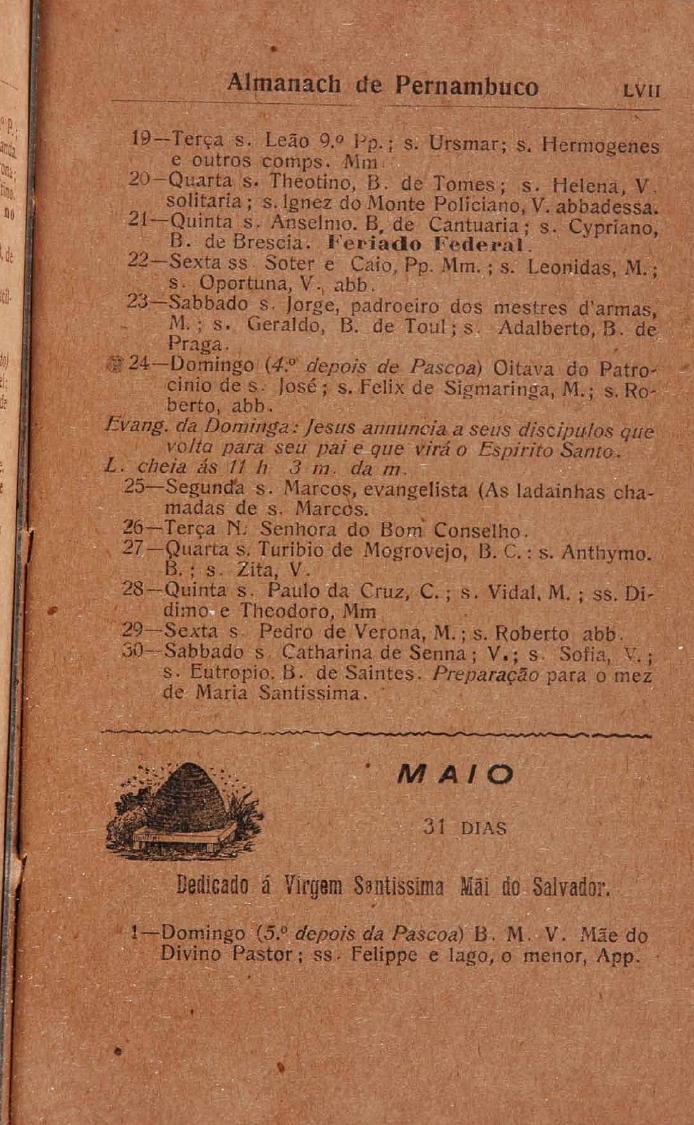 Almanach de Pernambuco LVII
19—Terça s. Leão 9.º Pp.; s. Ursmar; s. Hermogenes
e outros comps. Mm.
20—Quarta s. Theotino, B. de Tomes; s. Helena, V.
solitaria; s. Ignez do Monte Policiano, V. abbadessa.
21—Quinta s. Anselmo. B, de Cantuaria; s. Cypriano,
B. de Brescia. Feriado Federal.
22—Sexta ss. Soter e Caio, Pp. Mm.; s. Leonidas, M.;
s. Oportuna, V., abb.
23—Sabbado s. Jorge, padroeiro dos mestres d'armas,
M.; s. Geraldo, B. de Toul; s. Adalberto, B. de
Praga.
24—Domingo (4.º depois de Pascoa) Oitava do Patro-
cinio de s. José; s. Felix de Sigmaringa, M.; s. Ro-
berto, abb.
Evang. da Dominga: Jesus annuncia a seus discipulos que
volta para seu pai e que virá o Espirito Santo.
L. cheia ás 11 h 3 m. da m.
25—Segunda s. Marcos, evangelista (As ladainhas cha-
madas de s. Marcos.
26—Terça N. Senhora do Bom Conselho.
27—Quarta s. Turibio de Mogrovejo, B. C.: s. Anthymo.
B.; s. Zita, V.
28—Quinta s. Paulo da Cruz, C.; s. Vidal, M.; ss. Di-
dimo e Theodoro, Mm
29—Sexta s. Pedro de Verona, M.; s. Roberto abb.
30—Sabbado s. Catharina de Senna; V.; s. Sofia, V.;
s. Eutropio. B. de Saintes. Preparação para o mez
de Maria Santissima.
MAIO
31 DIAS
Dedicado á Virgem Santissima Mãi do Salvador.
1—Domingo (5.º depois da Pascoa) B. M. V. Mãe do
Divino Pastor; ss. Felippe e Iago, o menor, App.